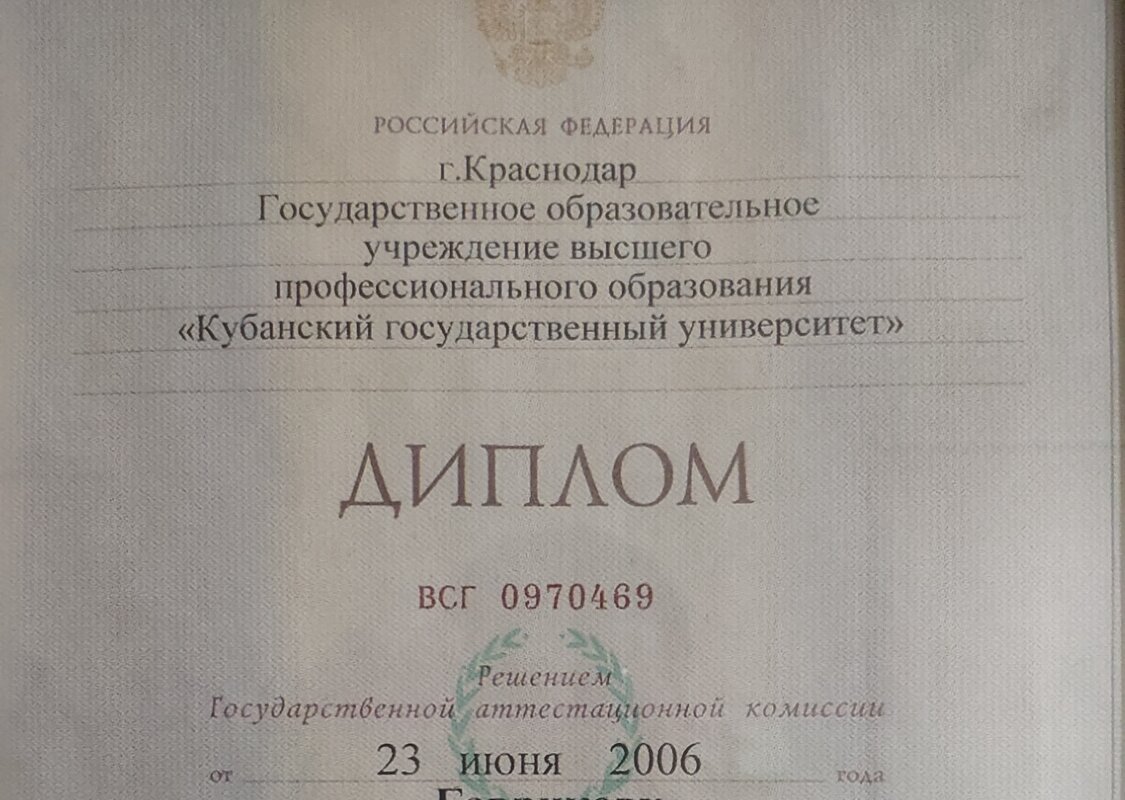 РОССИЙСКАЯ ФЕДЕРАЦИЯ
г.Краснодар
Государственное образовательное
учреждение высшего
профессионального образования
«Кубанский государственный университет»
ДИПЛОМ
ВСГ 0970469
Решением
Государственной аттестационной комиссии
от 23 июня 2006 года